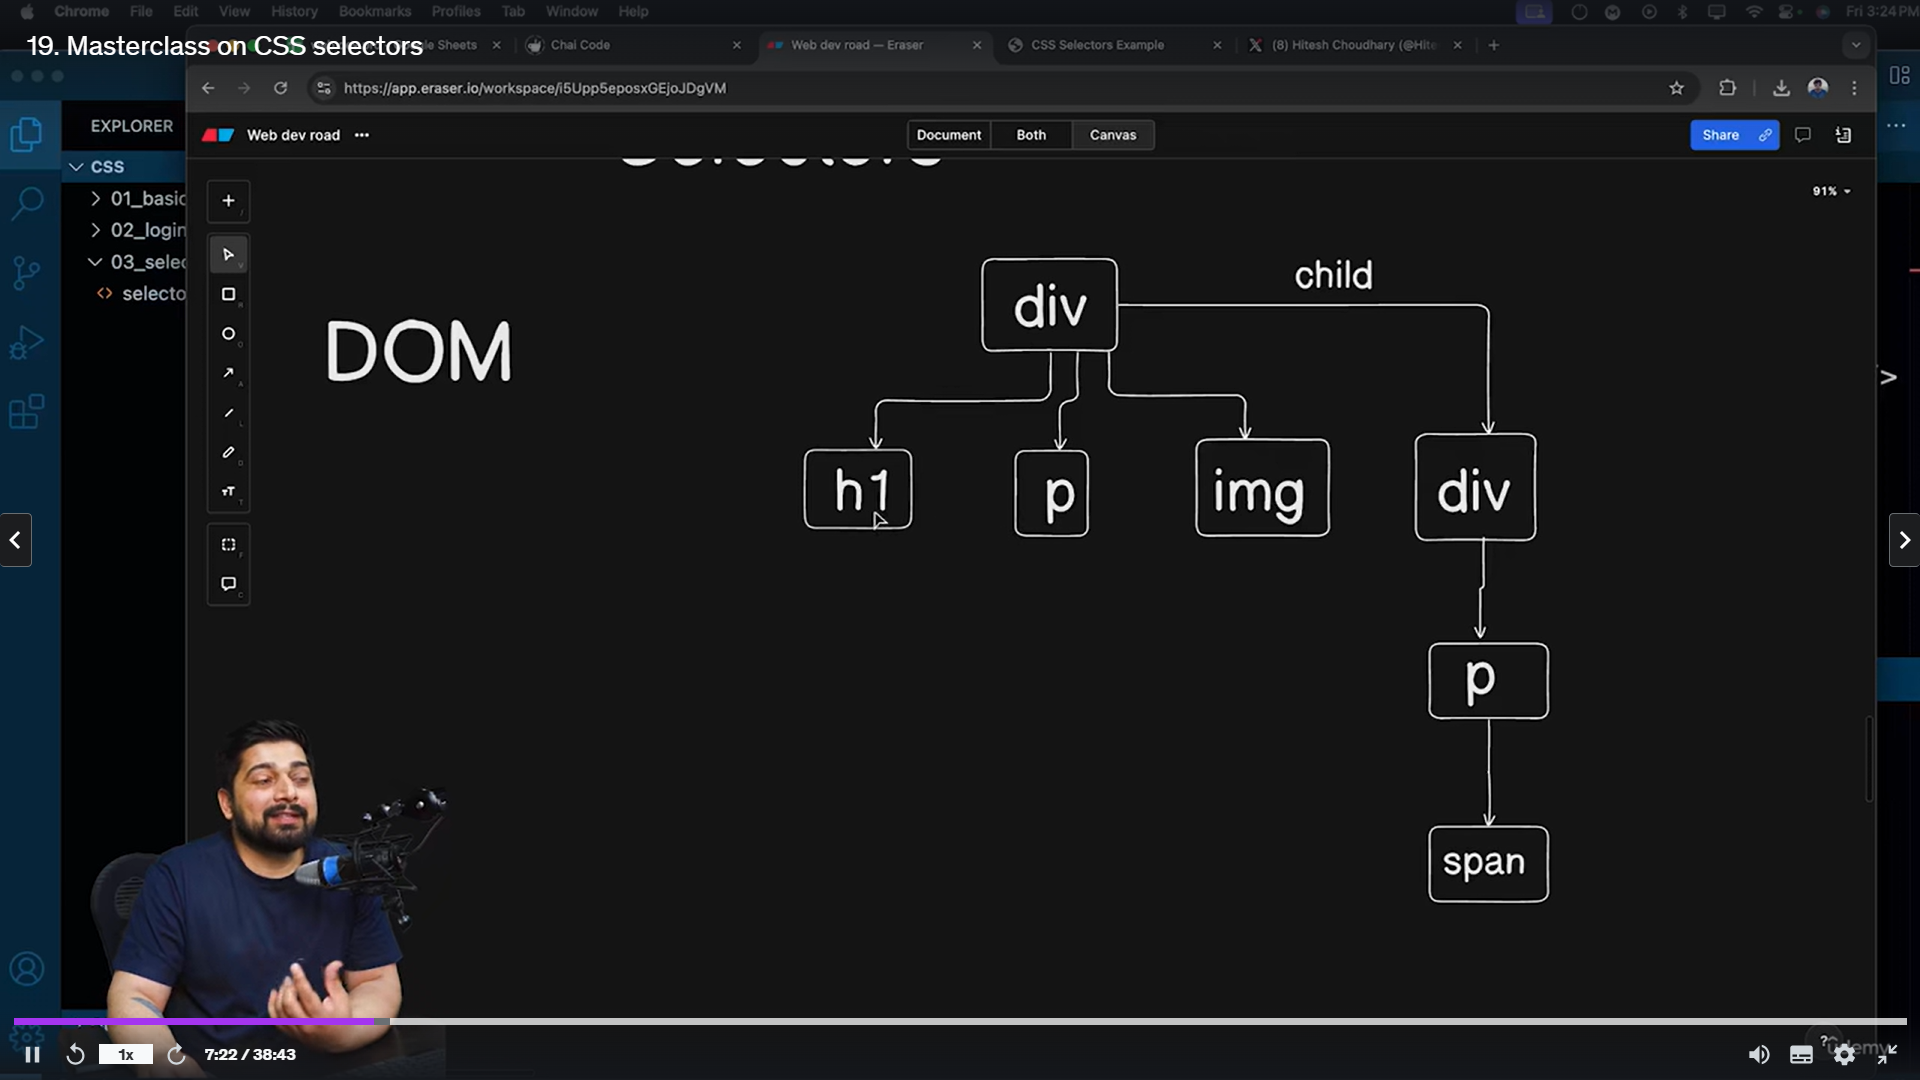 Chrome File Edit View History Bookmarks Profiles Tab Window Help Fri 3:24 PM
19. Masterclass on CSS selectors
Sheets Chai Code Web dev road — Eraser CSS Selectors Example (8) Hitesh Choudhary (@Hite
https://app.eraser.io/workspace/i5Upp5eposxGEjoJDgVM
EXPLORER
Web dev road
Document Both Canvas
Share
CSS
01_basic
02_login
03_selec
selecto
91%
child
div
DOM
h1 p img div
p
span
1x 7:22 / 38:43
udemy